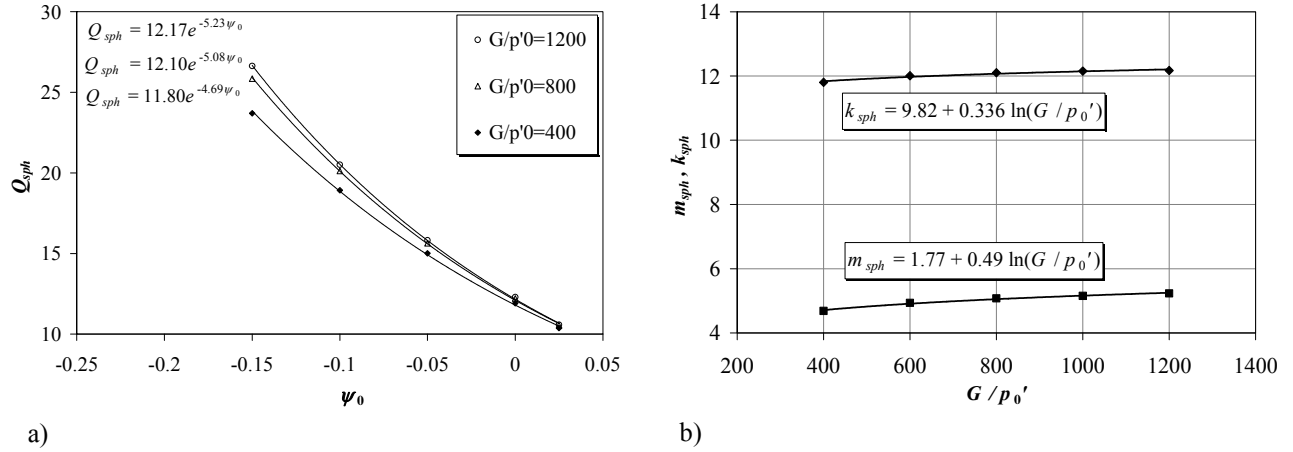 Q_sph = 12.17e^-5.23ψ₀
Q_sph = 12.10e^-5.08ψ₀
Q_sph = 11.80e^-4.69ψ₀
G/p'0=1200
G/p'0=800
G/p'0=400
30
25
20
15
10
Q_sph
-0.25
-0.2
-0.15
-0.1
-0.05
0
0.05
ψ₀
a)
14
12
10
8
6
4
m_sph , k_sph
k_sph = 9.82 + 0.336 ln(G / p₀′)
m_sph = 1.77 + 0.49 ln(G / p₀′)
200
400
600
800
1000
1200
1400
G / p₀′
b)